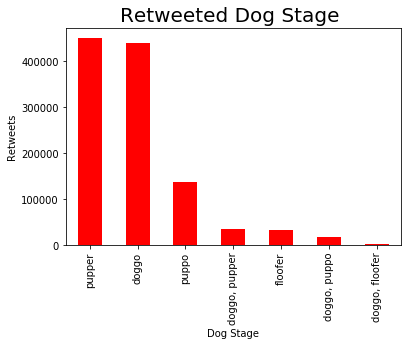 Retweeted Dog Stage
400000
300000
200000
100000
0
Retweets
pupper
doggo
puppo
doggo, pupper
floofer
doggo, puppo
doggo, floofer
Dog Stage